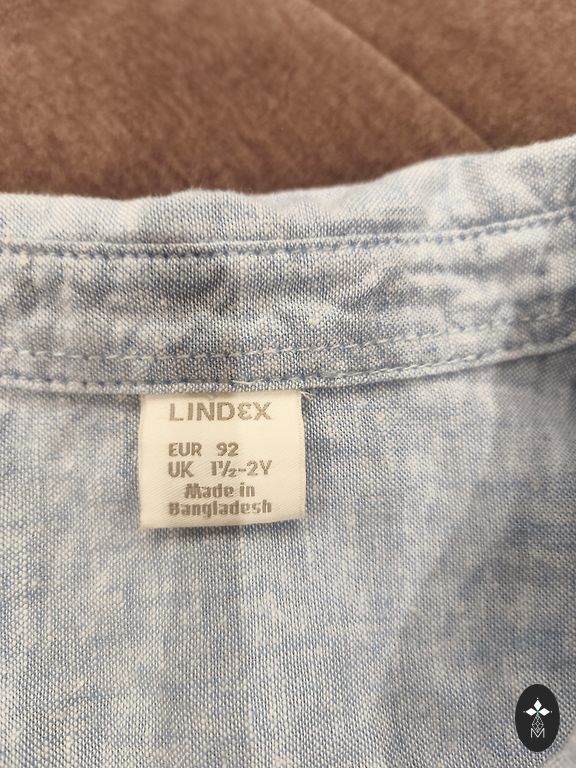 LINDEX
EUR 92
UK 1½-2Y
Made in
Bangladesh
M